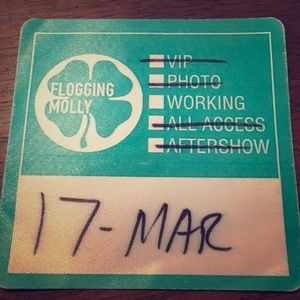 FLOGGING
MOLLY
VIP
PHOTO
WORKING
ALL ACCESS
AFTERSHOW
17-MAR